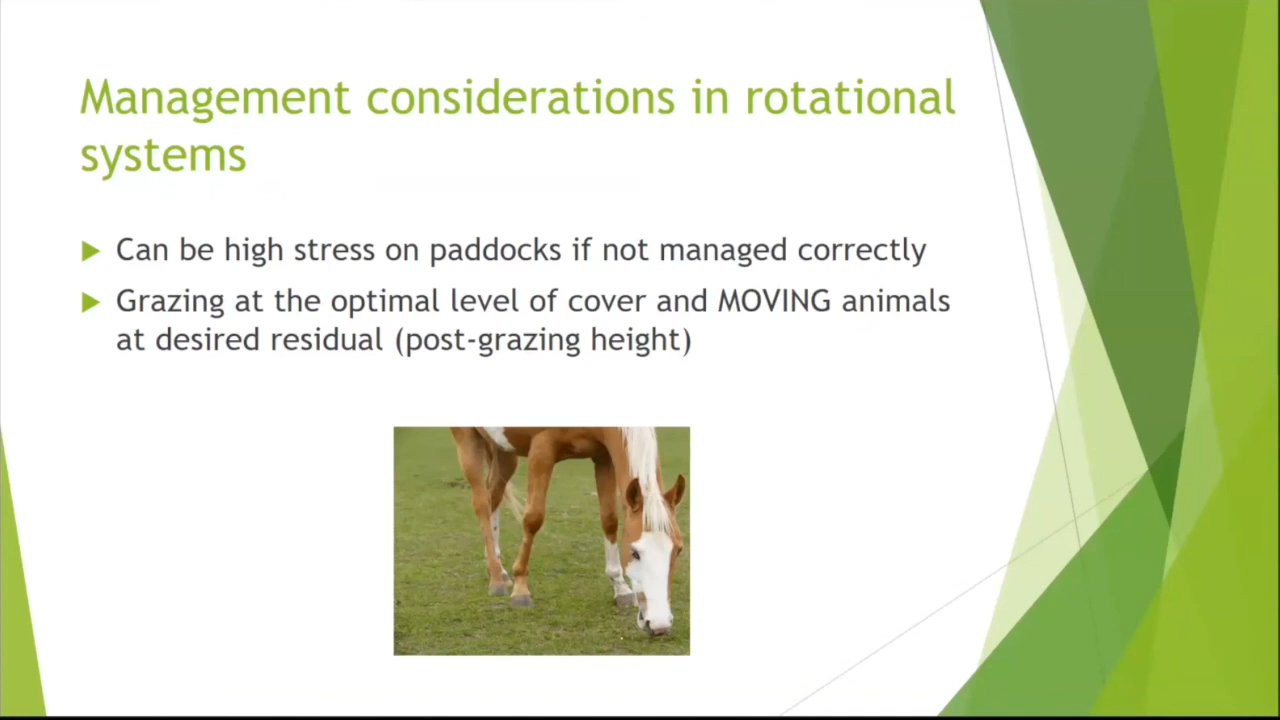 Management considerations in rotational
systems
Can be high stress on paddocks if not managed correctly
Grazing at the optimal level of cover and MOVING animals
at desired residual (post-grazing height)